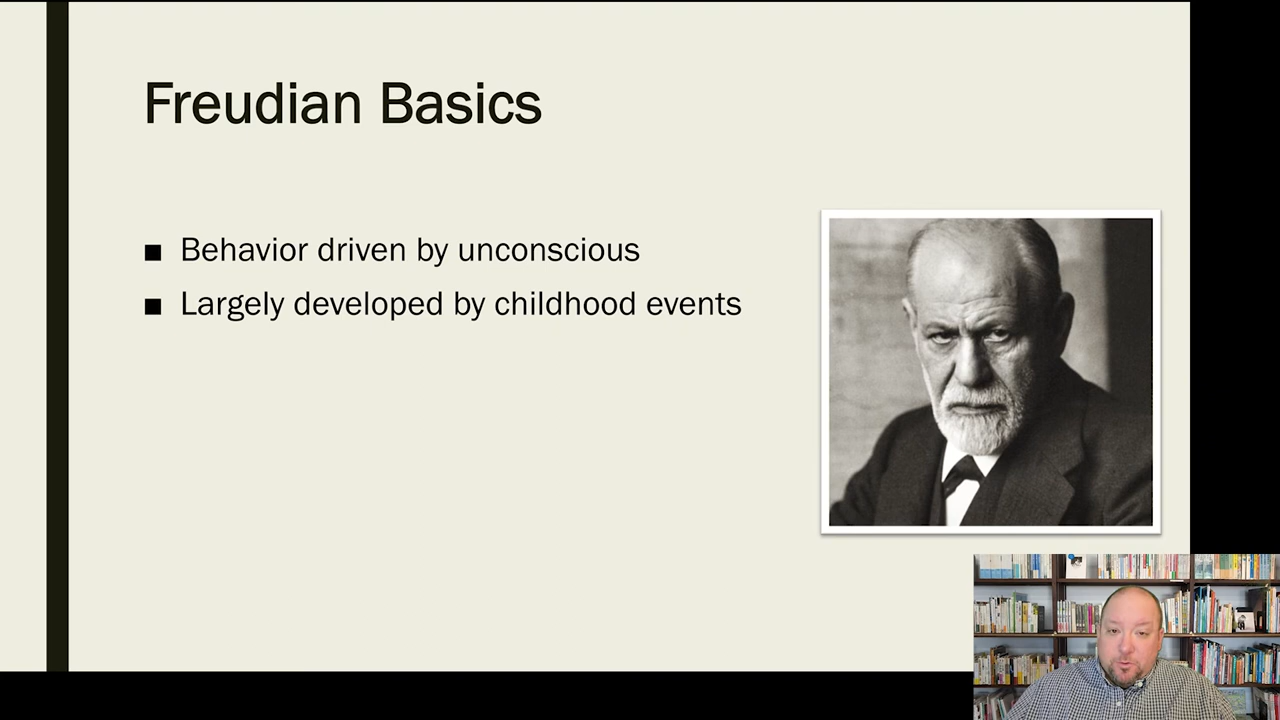 Freudian Basics
■ Behavior driven by unconscious
■ Largely developed by childhood events